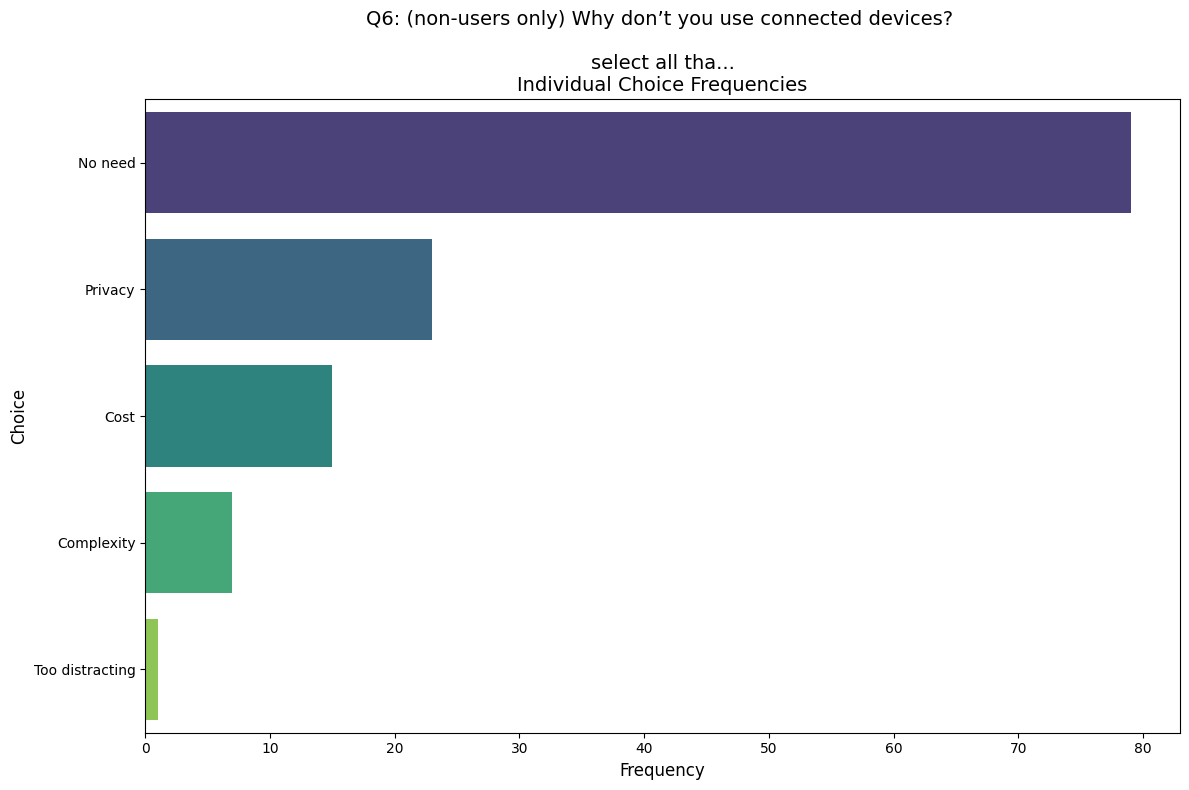 Q6: (non-users only) Why don’t you use connected devices?
select all tha...
Individual Choice Frequencies
No need
Privacy
Cost
Complexity
Too distracting
Choice
0 10 20 30 40 50 60 70 80
Frequency